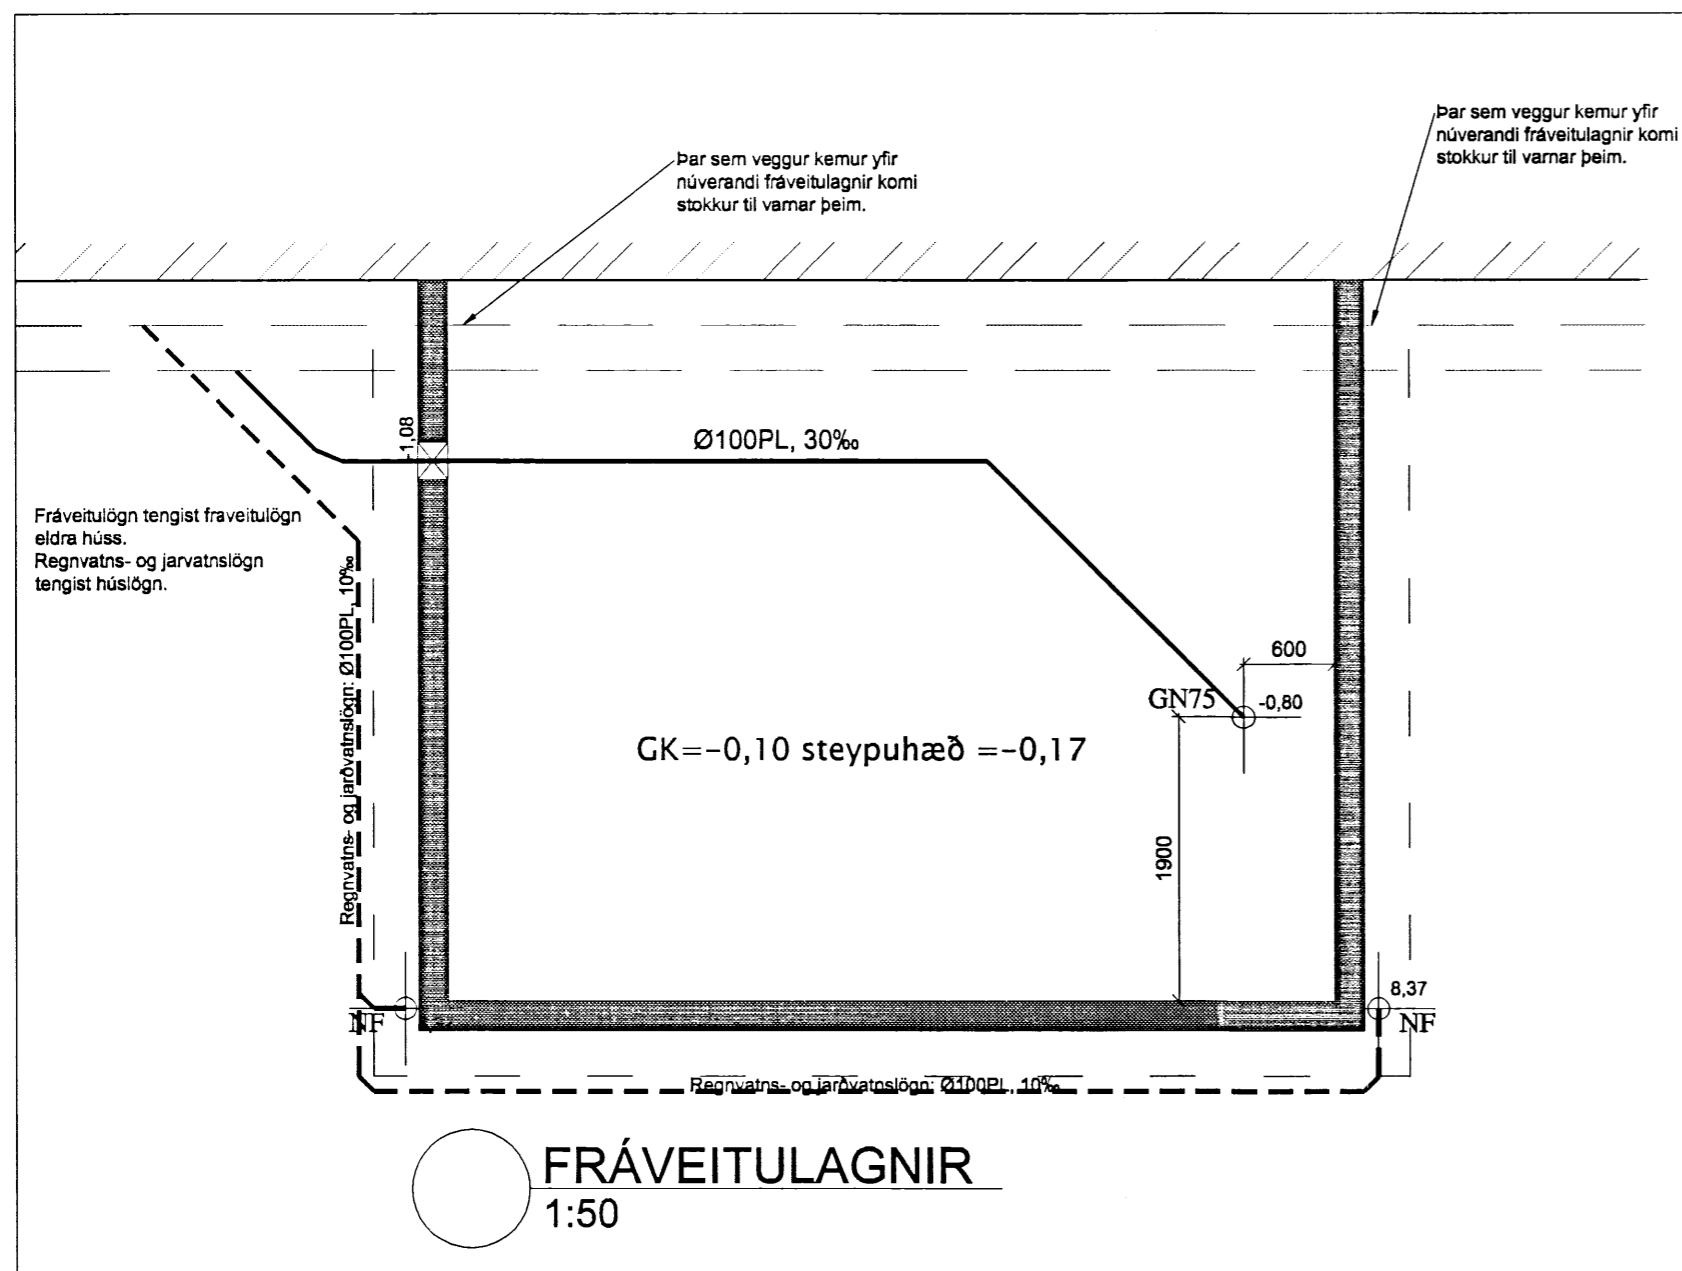 Þar sem veggur kemur yfir
núverandi fráveitulagnir komi
stokkur til varnar þeim.
Þar sem veggur kemur yfir
núverandi fráveitulagnir komi
stokkur til varnar þeim.
-1,08
Ø100PL, 30‰
Fráveitulögn tengist fraveitulögn
eldra húss.
Regnvatns- og jarvatnslögn
tengist húslögn.
Regnvatns- og jarðvatnslögn: Ø100PL, 10‰
600
GN75
-0,80
GK=-0,10 steypuhæð =-0,17
1900
NF
8,37
NF
Regnvatns- og jarðvatnslögn: Ø100PL, 10‰
FRÁVEITULAGNIR
1:50